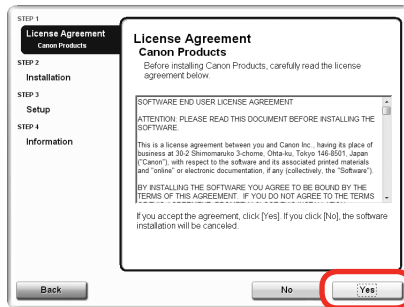 STEP 1
License Agreement
Canon Products
STEP 2
Installation
STEP 3
Setup
STEP 4
Information
License Agreement
Canon Products
Before installing Canon Products, carefully read the license
agreement below.
SOFTWARE END USER LICENSE AGREEMENT
ATTENTION: PLEASE READ THIS DOCUMENT BEFORE INSTALLING THE
SOFTWARE.
This is a license agreement between you and Canon Inc., having its place of
business at 30-2 Shimomaruko 3-chome, Ohta-ku, Tokyo 146-8501, Japan
("Canon"), with respect to the software and its associated printed materials
and "online" or electronic documentation, if any (collectively, the "Software").
BY INSTALLING THE SOFTWARE YOU AGREE TO BE BOUND BY THE
TERMS OF THIS AGREEMENT. IF YOU DO NOT AGREE TO THE TERMS
If you accept the agreement, click [Yes]. If you click [No], the software
installation will be canceled.
Back
No
Yes